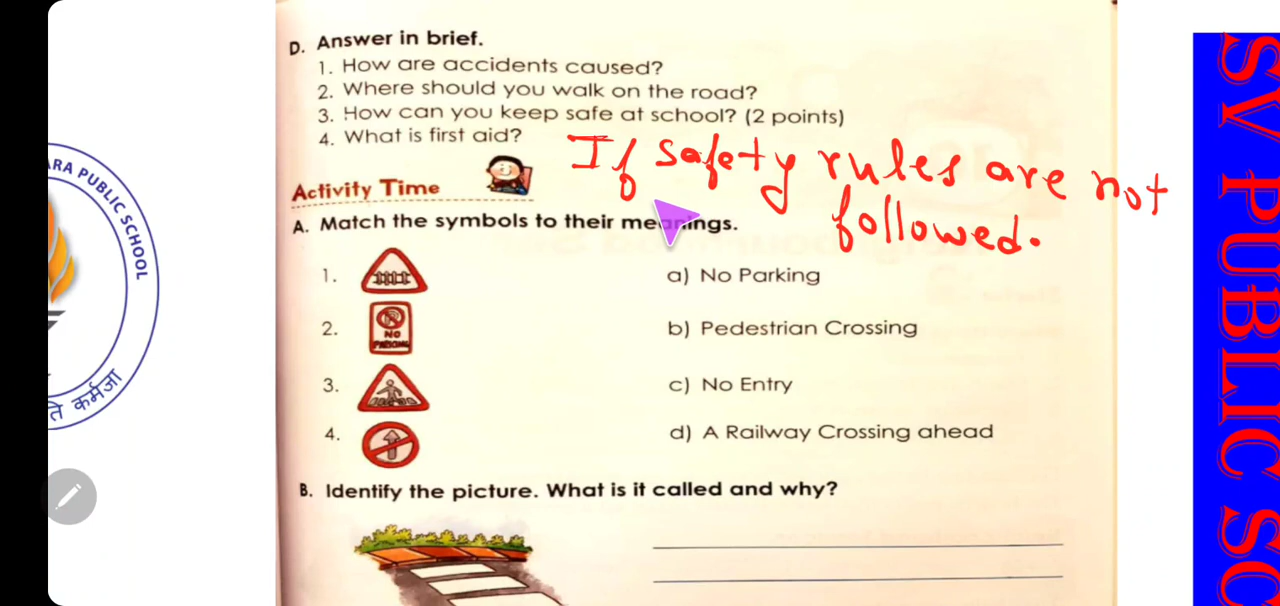 D. Answer in brief.
1. How are accidents caused?
2. Where should you walk on the road?
3. How can you keep safe at school? (2 points)
4. What is first aid?
If safety rules are not
followed.
Activity Time
A. Match the symbols to their meanings.
1.
a) No Parking
2.
NO
PARKING
b) Pedestrian Crossing
3.
c) No Entry
4.
d) A Railway Crossing ahead
B. Identify the picture. What is it called and why?
RA PUBLIC SCHOOL
ति कर्मजा
SV PUBLIC SC